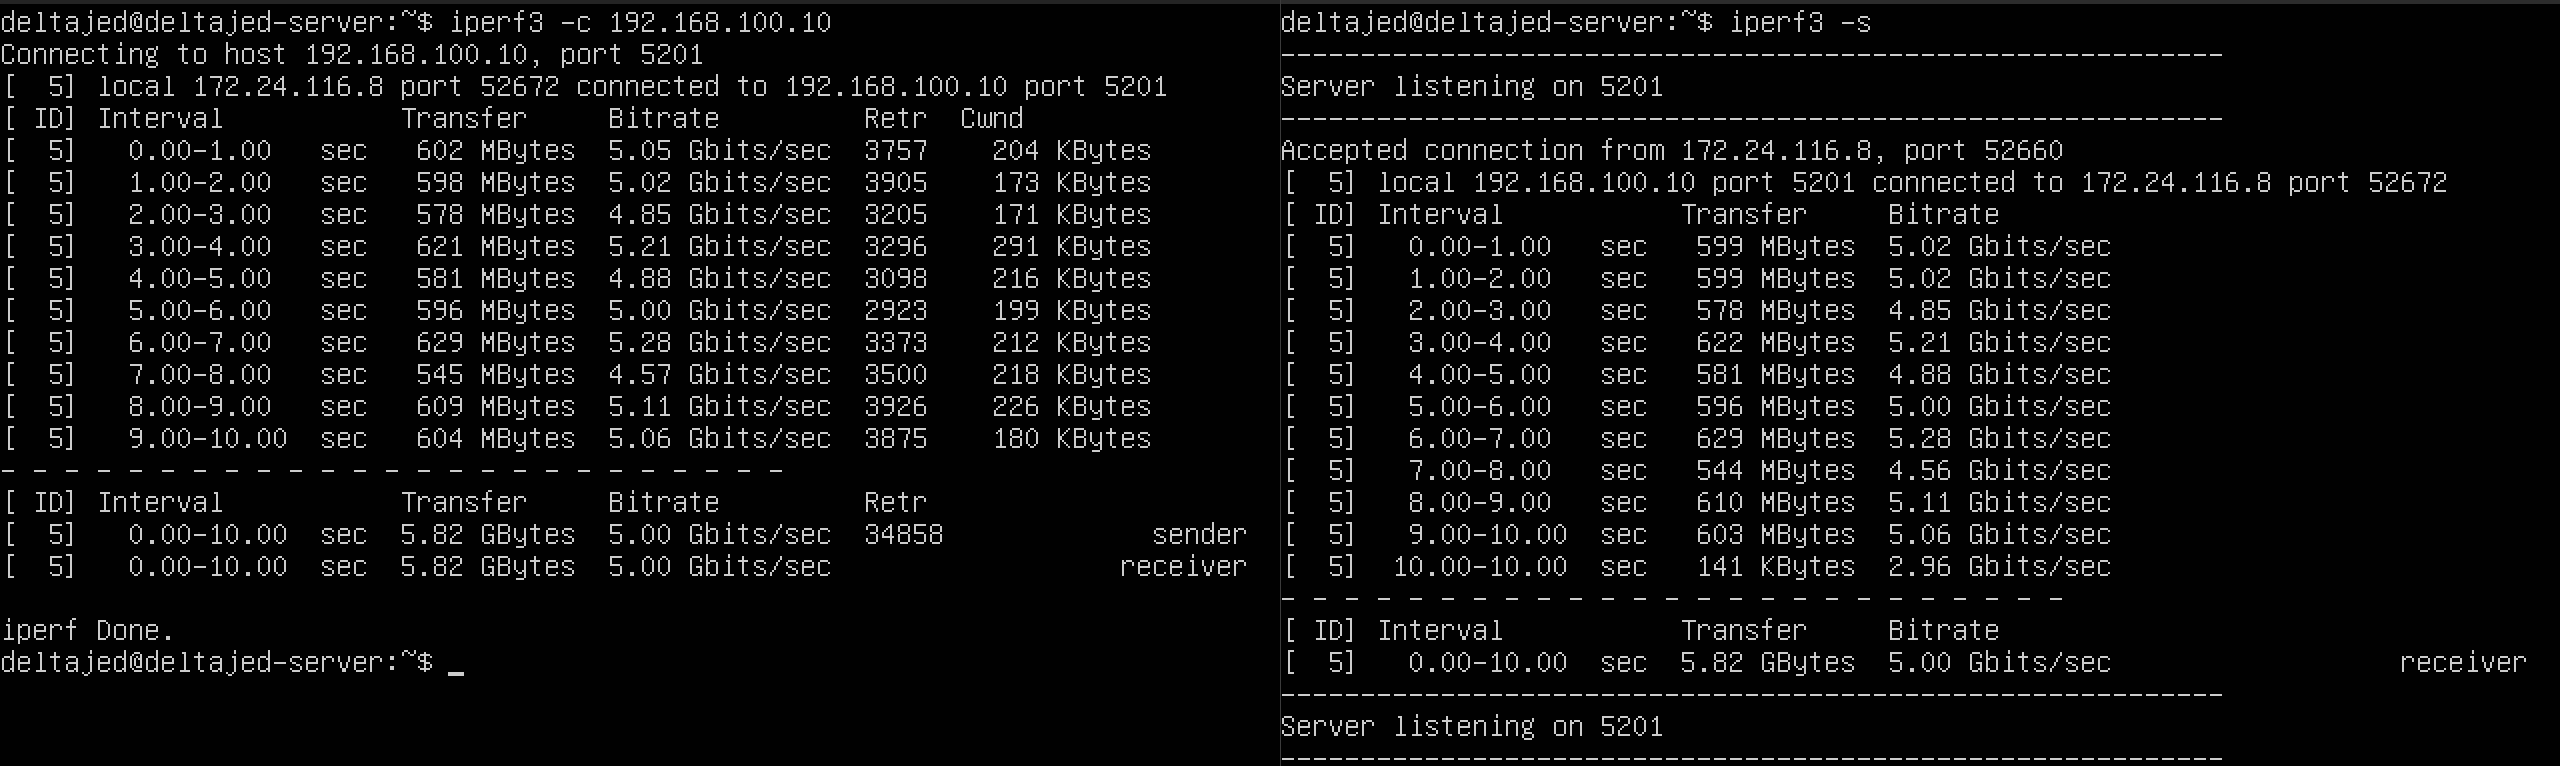 deltajed@deltajed-server:~$ iperf3 -c 192.168.100.10
Connecting to host 192.168.100.10, port 5201
[  5] local 172.24.116.8 port 52672 connected to 192.168.100.10 port 5201
[ ID] Interval           Transfer     Bitrate         Retr  Cwnd
[  5]   0.00-1.00   sec   602 MBytes  5.05 Gbits/sec  3757    204 KBytes
[  5]   1.00-2.00   sec   598 MBytes  5.02 Gbits/sec  3905    173 KBytes
[  5]   2.00-3.00   sec   578 MBytes  4.85 Gbits/sec  3205    171 KBytes
[  5]   3.00-4.00   sec   621 MBytes  5.21 Gbits/sec  3296    291 KBytes
[  5]   4.00-5.00   sec   581 MBytes  4.88 Gbits/sec  3098    216 KBytes
[  5]   5.00-6.00   sec   596 MBytes  5.00 Gbits/sec  2923    199 KBytes
[  5]   6.00-7.00   sec   629 MBytes  5.28 Gbits/sec  3373    212 KBytes
[  5]   7.00-8.00   sec   545 MBytes  4.57 Gbits/sec  3500    218 KBytes
[  5]   8.00-9.00   sec   609 MBytes  5.11 Gbits/sec  3926    226 KBytes
[  5]   9.00-10.00  sec   604 MBytes  5.06 Gbits/sec  3875    180 KBytes
- - - - - - - - - - - - - - - - - - - - - - - - -
[ ID] Interval           Transfer     Bitrate         Retr
[  5]   0.00-10.00  sec  5.82 GBytes  5.00 Gbits/sec  34858             sender
[  5]   0.00-10.00  sec  5.82 GBytes  5.00 Gbits/sec                  receiver
iperf Done.
deltajed@deltajed-server:~$ _
deltajed@deltajed-server:~$ iperf3 -s
-----------------------------------------------------------
Server listening on 5201
-----------------------------------------------------------
Accepted connection from 172.24.116.8, port 52660
[  5] local 192.168.100.10 port 5201 connected to 172.24.116.8 port 52672
[ ID] Interval           Transfer     Bitrate
[  5]   0.00-1.00   sec   599 MBytes  5.02 Gbits/sec
[  5]   1.00-2.00   sec   599 MBytes  5.02 Gbits/sec
[  5]   2.00-3.00   sec   578 MBytes  4.85 Gbits/sec
[  5]   3.00-4.00   sec   622 MBytes  5.21 Gbits/sec
[  5]   4.00-5.00   sec   581 MBytes  4.88 Gbits/sec
[  5]   5.00-6.00   sec   596 MBytes  5.00 Gbits/sec
[  5]   6.00-7.00   sec   629 MBytes  5.28 Gbits/sec
[  5]   7.00-8.00   sec   544 MBytes  4.56 Gbits/sec
[  5]   8.00-9.00   sec   610 MBytes  5.11 Gbits/sec
[  5]   9.00-10.00  sec   603 MBytes  5.06 Gbits/sec
[  5]  10.00-10.00  sec   141 KBytes  2.96 Gbits/sec
- - - - - - - - - - - - - - - - - - - - - - - - -
[ ID] Interval           Transfer     Bitrate
[  5]   0.00-10.00  sec  5.82 GBytes  5.00 Gbits/sec                  receiver
-----------------------------------------------------------
Server listening on 5201
-----------------------------------------------------------